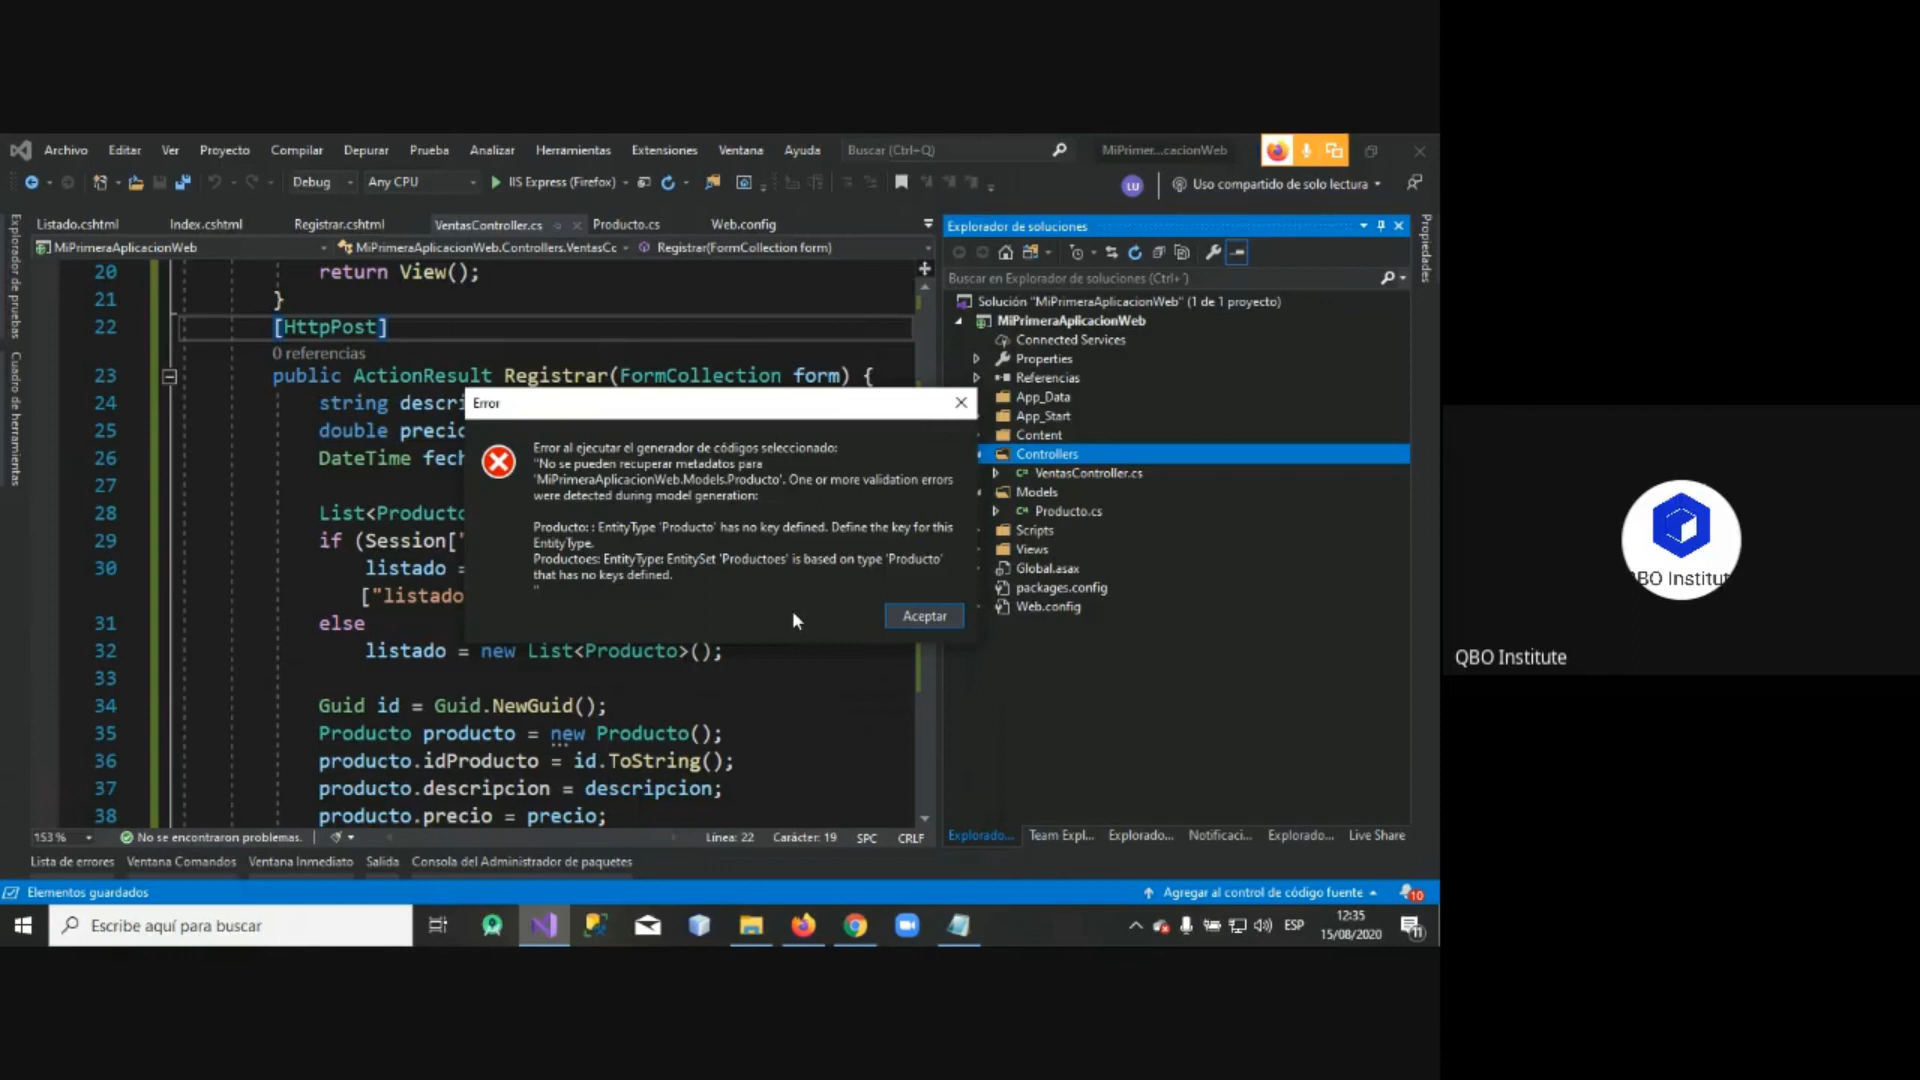 Archivo Editar Ver Proyecto Compilar Depurar Prueba Analizar Herramientas Extensiones Ventana Ayuda Buscar (Ctrl+Q) MiPrimer...cacionWeb
Debug Any CPU IIS Express (Firefox) LU Uso compartido de solo lectura
Explorador de pruebas
Cuadro de herramientas
Listado.cshtml Index.cshtml Registrar.cshtml VentasController.cs Producto.cs Web.config
MiPrimeraAplicacionWeb MiPrimeraAplicacionWeb.Controllers.VentasCc Registrar(FormCollection form)
20 return View();
21 }
22 [HttpPost]
0 referencias
23 public ActionResult Registrar(FormCollection form) {
24 string descri
25 double precio
26 DateTime fech
27
28 List<Producto
29 if (Session["
30 listado =
["listado
31 else
32 listado = new List<Producto>();
33
34 Guid id = Guid.NewGuid();
35 Producto producto = new Producto();
36 producto.idProducto = id.ToString();
37 producto.descripcion = descripcion;
38 producto.precio = precio;
Error
Error al ejecutar el generador de códigos seleccionado:
"No se pueden recuperar metadatos para
'MiPrimeraAplicacionWeb.Models.Producto'. One or more validation errors
were detected during model generation:
Producto: : EntityType 'Producto' has no key defined. Define the key for this
EntityType.
Productoes: EntityType: EntitySet 'Productoes' is based on type 'Producto'
that has no keys defined.
"
Aceptar
Explorador de soluciones
Buscar en Explorador de soluciones (Ctrl+´)
Solución "MiPrimeraAplicacionWeb" (1 de 1 proyecto)
MiPrimeraAplicacionWeb
Connected Services
Properties
Referencias
App_Data
App_Start
Content
Controllers
C# VentasController.cs
Models
C# Producto.cs
Scripts
Views
Global.asax
packages.config
Web.config
Propiedades
153 % No se encontraron problemas. Línea: 22 Carácter: 19 SPC CRLF
Explorado... Team Expl... Explorado... Notificaci... Explorado... Live Share
Lista de errores Ventana Comandos Ventana Inmediato Salida Consola del Administrador de paquetes
Elementos guardados Agregar al control de código fuente 10
Escribe aquí para buscar ESP 12:35
15/08/2020 11
QBO Institute
BO Institut